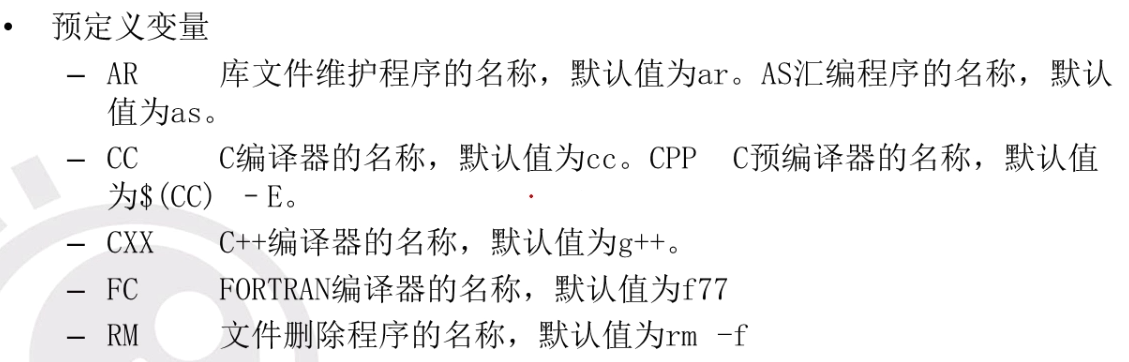 • 预定义变量
– AR 库文件维护程序的名称，默认值为ar。AS汇编程序的名称，默认
值为as。
– CC C编译器的名称，默认值为cc。CPP C预编译器的名称，默认值
为$(CC) –E。
– CXX C++编译器的名称，默认值为g++。
– FC FORTRAN编译器的名称，默认值为f77
– RM 文件删除程序的名称，默认值为rm -f